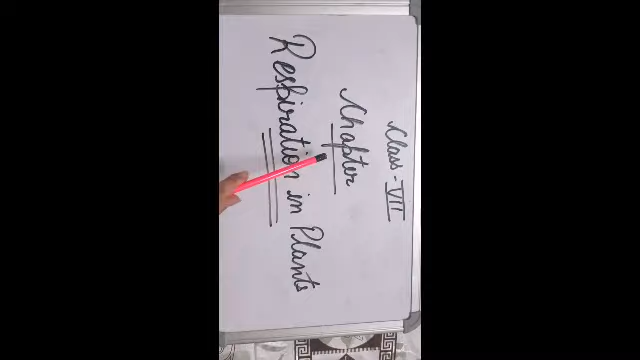 Class - VII
Chapter
Respiration in Plants